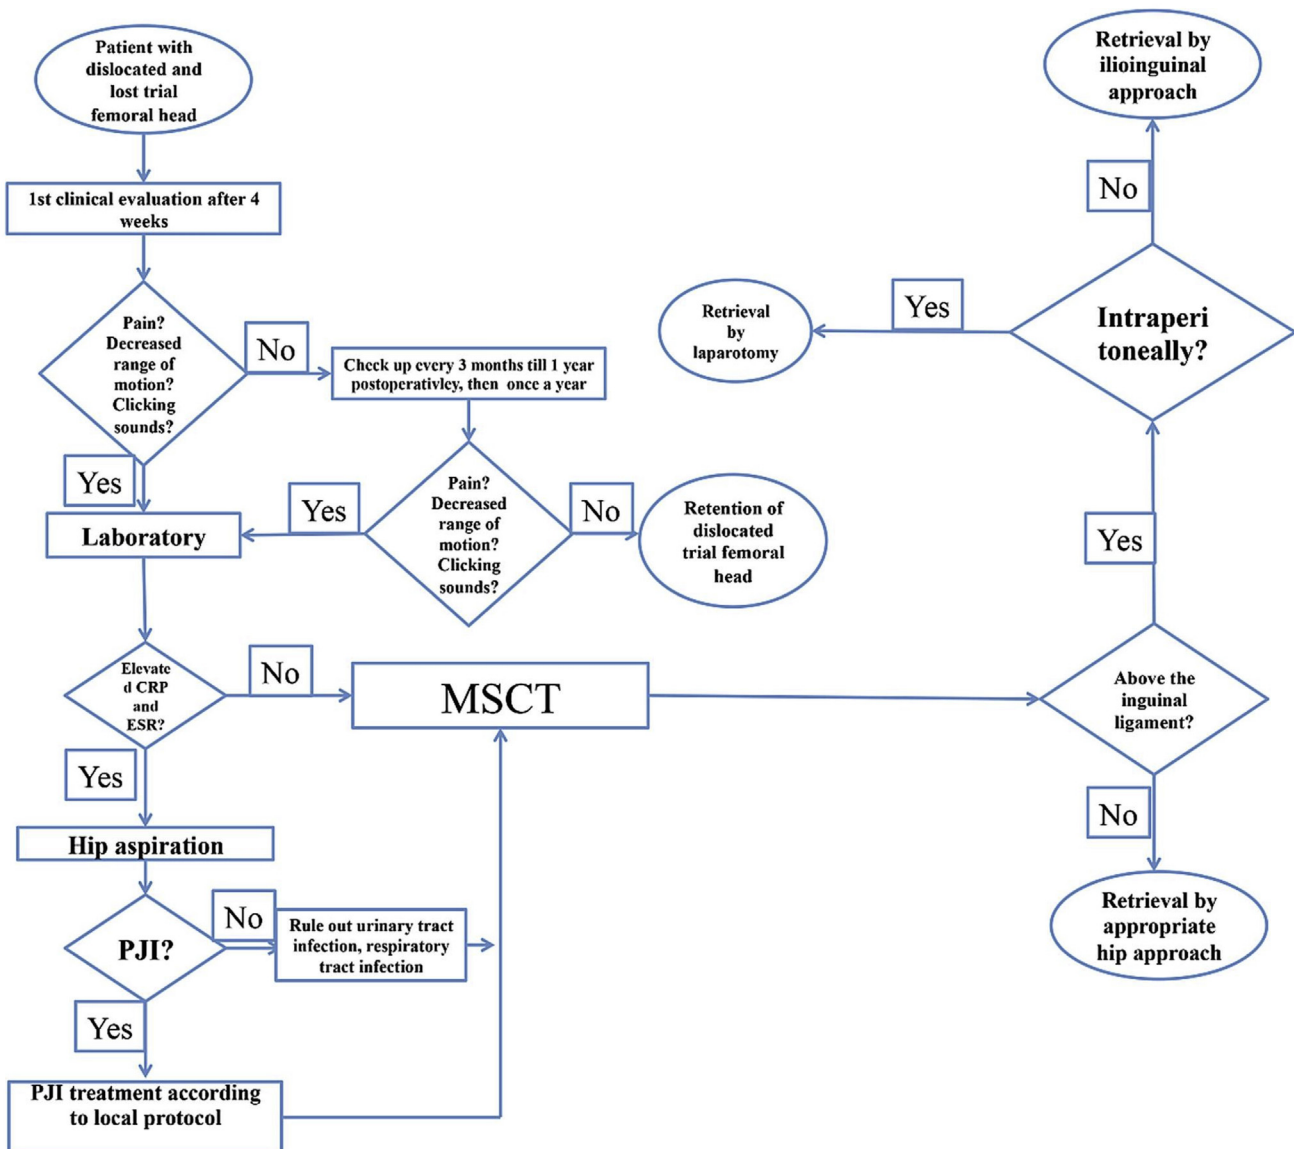 Patient with
dislocated and
lost trial
femoral head
1st clinical evaluation after 4
weeks
Pain?
Decreased
range of
motion?
Clicking
sounds?
No
Check up every 3 months till 1 year
postoperativley, then once a year
Yes
Laboratory
Yes
Pain?
Decreased
range of
motion?
Clicking
sounds?
No
Retention of
dislocated
trial femoral
head
Elevate
d CRP
and
ESR?
No
MSCT
Yes
Hip aspiration
PJI?
No
Rule out urinary tract
infection, respiratory
tract infection
Yes
PJI treatment according
to local protocol
Above the
inguinal
ligament?
No
Retrieval by
appropriate
hip approach
Yes
Intraperi
toneally?
Yes
Retrieval
by
laparotomy
No
Retrieval by
ilioinguinal
approach